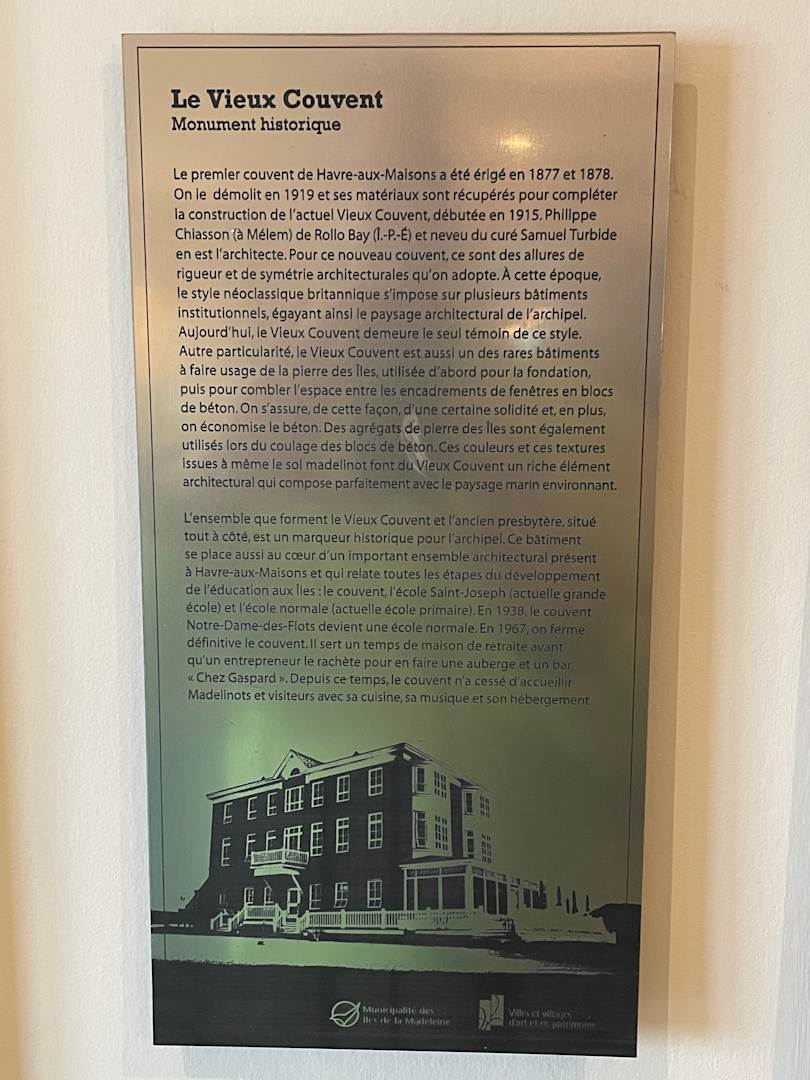 Le Vieux Couvent
Monument historique
Le premier couvent de Havre-aux-Maisons a été érigé en 1877 et 1878.
On le démolit en 1919 et ses matériaux sont récupérés pour compléter
la construction de l'actuel Vieux Couvent, débutée en 1915. Philippe
Chiasson (à Mélem) de Rollo Bay (Î.-P.-É) et neveu du curé Samuel Turbide
en est l'architecte. Pour ce nouveau couvent, ce sont des allures de
rigueur et de symétrie architecturales qu'on adopte. À cette époque,
le style néoclassique britannique s'impose sur plusieurs bâtiments
institutionnels, égayant ainsi le paysage architectural de l'archipel.
Aujourd'hui, le Vieux Couvent demeure le seul témoin de ce style.
Autre particularité, le Vieux Couvent est aussi un des rares bâtiments
à faire usage de la pierre des Îles, utilisée d'abord pour la fondation,
puis pour combler l'espace entre les encadrements de fenêtres en blocs
de béton. On s'assure, de cette façon, d'une certaine solidité et, en plus,
on économise le béton. Des agrégats de pierre des Îles sont également
utilisés lors du coulage des blocs de béton. Ces couleurs et ces textures
issues à même le sol madelinot font du Vieux Couvent un riche élément
architectural qui compose parfaitement avec le paysage marin environnant.
L'ensemble que forment le Vieux Couvent et l'ancien presbytère, situé
tout à côté, est un marqueur historique pour l'archipel. Ce bâtiment
se place aussi au cœur d'un important ensemble architectural présent
à Havre-aux-Maisons et qui relate toutes les étapes du développement
de l'éducation aux Îles : le couvent, l'école Saint-Joseph (actuelle grande
école) et l'école normale (actuelle école primaire). En 1938, le couvent
Notre-Dame-des-Flots devient une école normale. En 1967, on ferme
définitive le couvent. Il sert un temps de maison de retraite avant
qu'un entrepreneur le rachète pour en faire une auberge et un bar,
« Chez Gaspard ». Depuis ce temps, le couvent n'a cessé d'accueillir
Madelinots et visiteurs avec sa cuisine, sa musique et son hébergement.
Municipalité des
Îles de la Madeleine
Villes et villages
d'art et de patrimoine